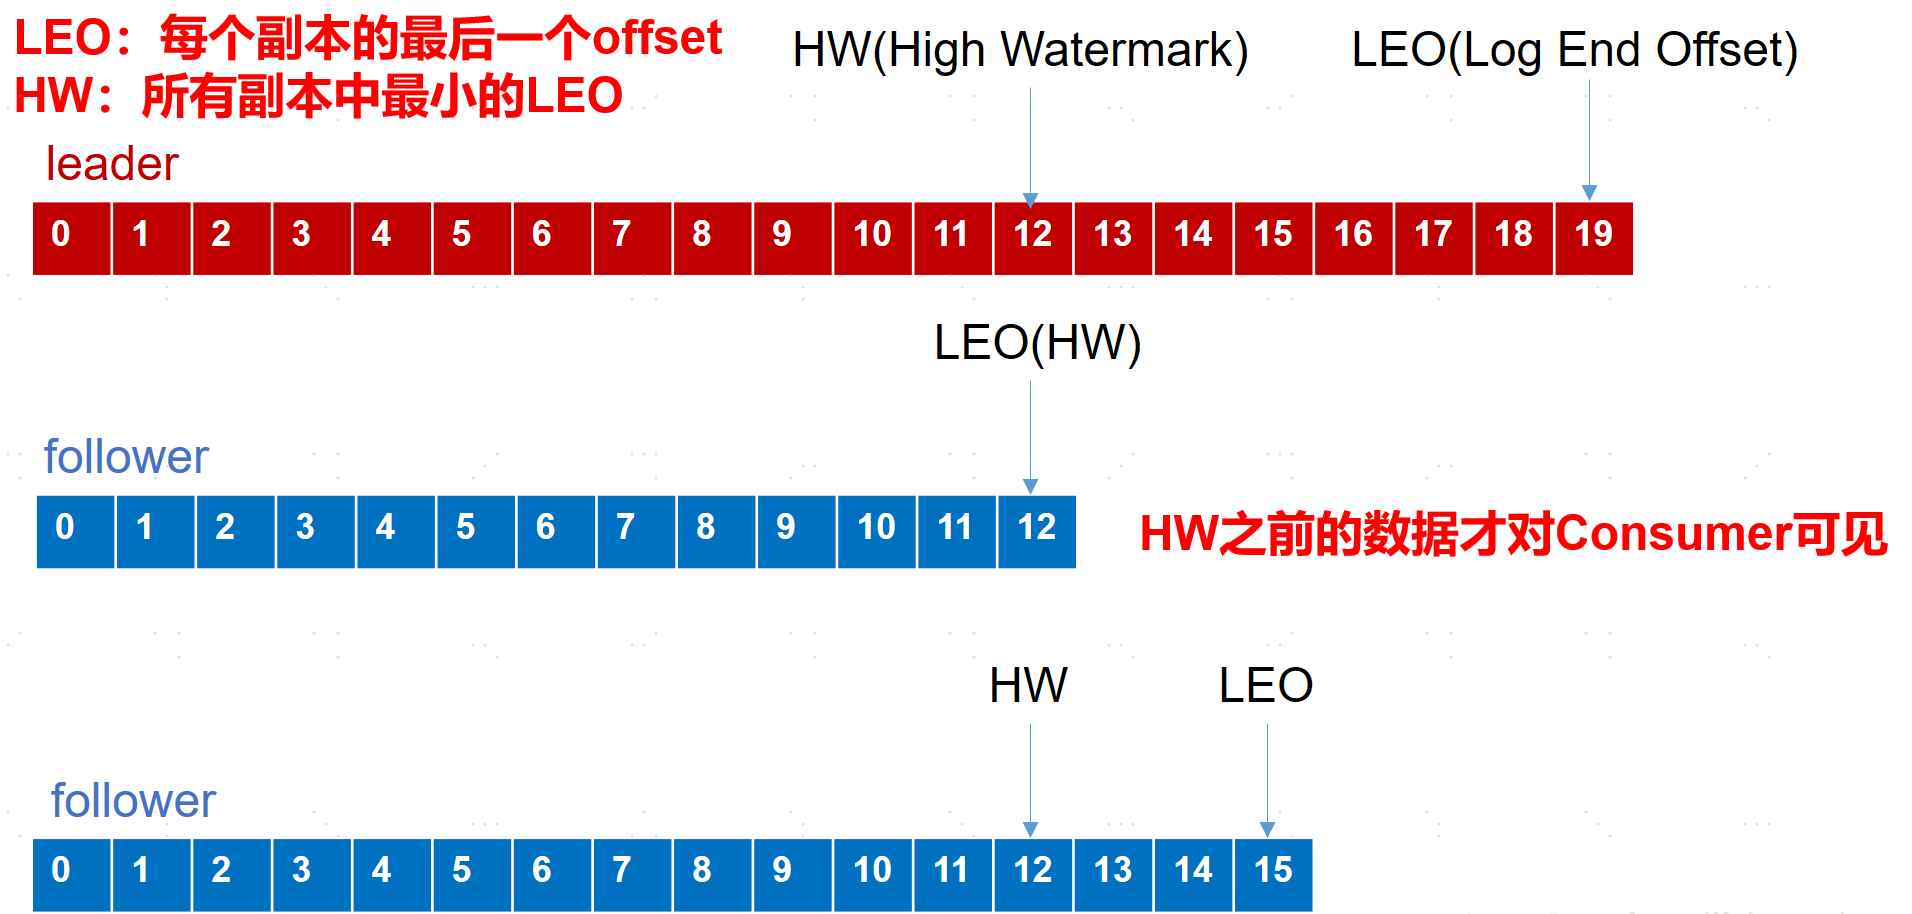 LEO：每个副本的最后一个offset
HW：所有副本中最小的LEO
HW(High Watermark)
LEO(Log End Offset)
leader
0 1 2 3 4 5 6 7 8 9 10 11 12 13 14 15 16 17 18 19
LEO(HW)
follower
0 1 2 3 4 5 6 7 8 9 10 11 12
HW之前的数据才对Consumer可见
HW
LEO
follower
0 1 2 3 4 5 6 7 8 9 10 11 12 13 14 15